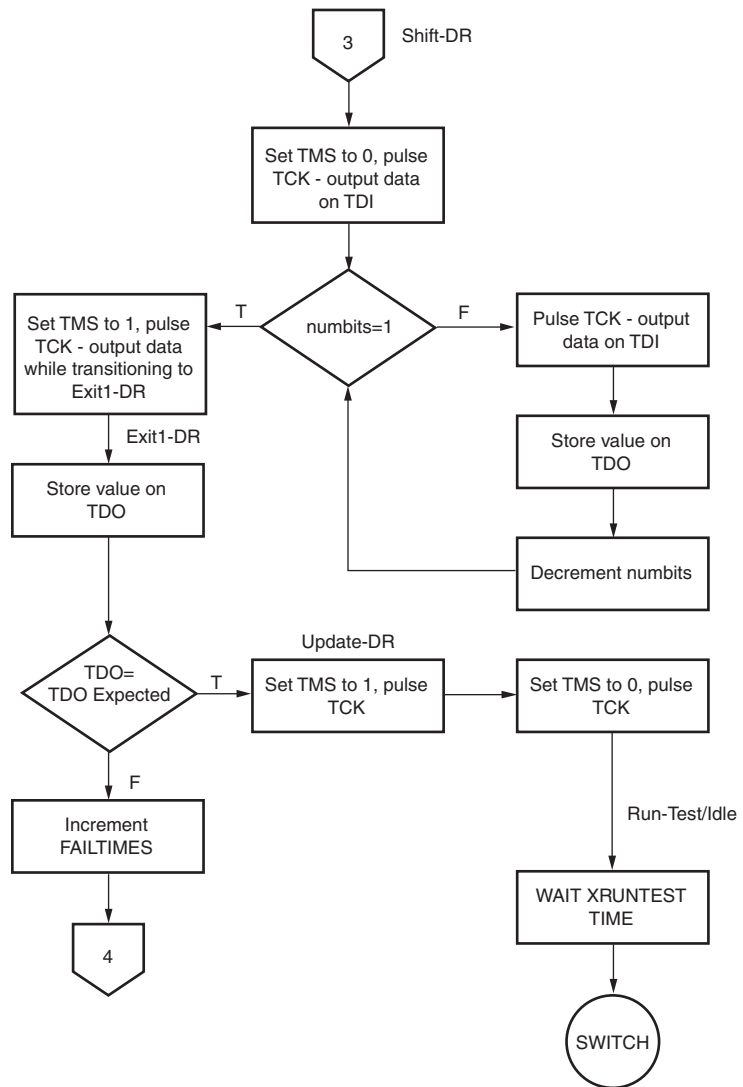 3
Shift-DR
Set TMS to 0, pulse
TCK - output data
on TDI
numbits=1
T
F
Set TMS to 1, pulse
TCK - output data
while transitioning to
Exit1-DR
Pulse TCK - output
data on TDI
Exit1-DR
Store value on
TDO
Store value on
TDO
Decrement numbits
TDO=
TDO Expected
T
Update-DR
Set TMS to 1, pulse
TCK
Set TMS to 0, pulse
TCK
F
Increment
FAILTIMES
Run-Test/Idle
4
WAIT XRUNTEST
TIME
SWITCH